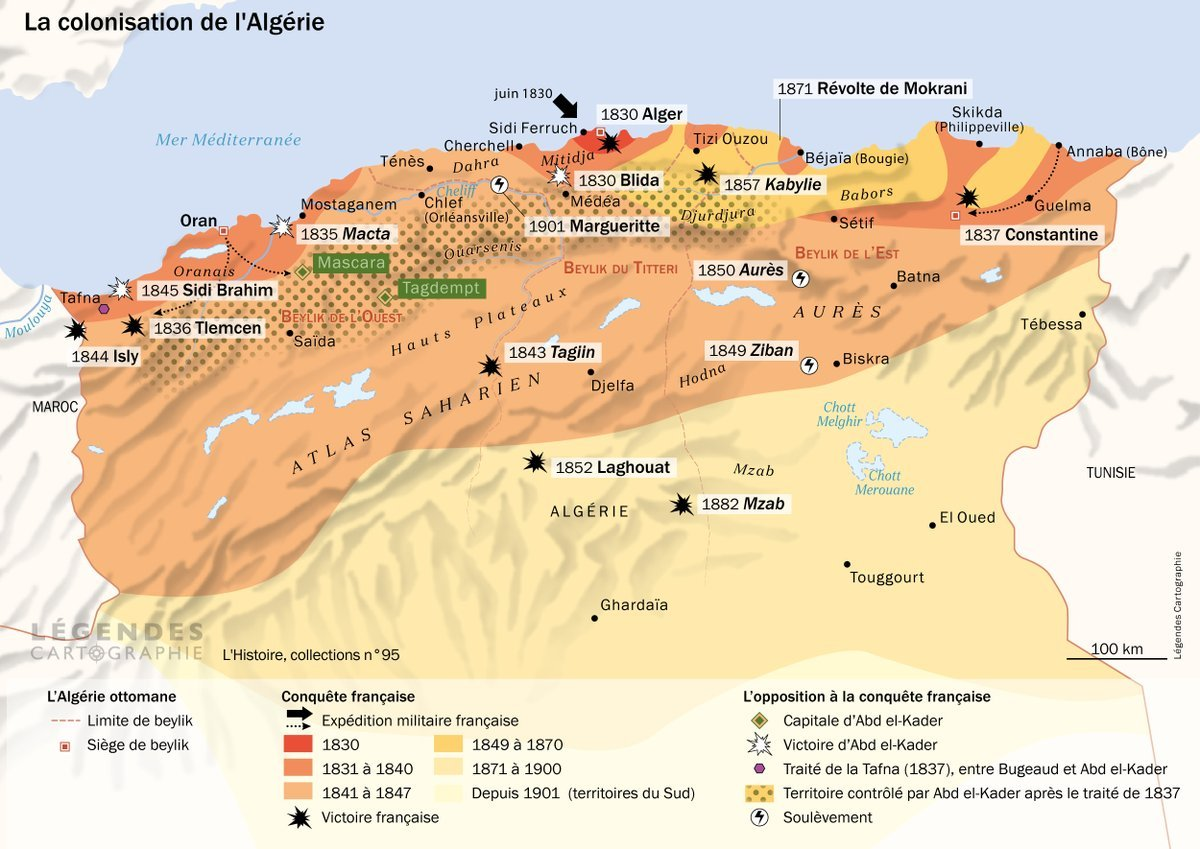 La colonisation de l'Algérie
juin 1830
1830 Alger
1871 Révolte de Mokrani
Skikda
(Philippeville)
Mer Méditerranée
Sidi Ferruch
Tizi Ouzou
Cherchell
Annaba (Bône)
Béjaïa (Bougie)
Ténès
Dahra
Mitidja
1830 Blida
1857 Kabylie
Babors
Cheliff
Chlef
(Orléansville)
Médéa
Mostaganem
Djurdjura
Guelma
Oran
1901 Margueritte
Sétif
1835 Macta
1837 Constantine
Ouarsenis
Beylik de l'Est
Mascara
Beylik du Titteri
1850 Aurès
Oranais
Batna
Tagdempt
1845 Sidi Brahim
Tafna
Moulouya
Beylik de l'Ouest
Hauts Plateaux
AURÈS
1836 Tlemcen
Tébessa
Saïda
1844 Isly
1843 Tagiin
1849 Ziban
Biskra
Djelfa
Hodna
ATLAS SAHARIEN
MAROC
Chott
Melghir
1852 Laghouat
Mzab
Chott
Merouane
TUNISIE
1882 Mzab
ALGÉRIE
El Oued
Touggourt
Ghardaïa
Légendes Cartographie
LÉGENDES
CARTOGRAPHIE
L'Histoire, collections n°95
100 km
L'Algérie ottomane
Limite de beylik
Siège de beylik
Conquête française
Expédition militaire française
1830
1831 à 1840
1841 à 1847
Victoire française
1849 à 1870
1871 à 1900
Depuis 1901 (territoires du Sud)
L'opposition à la conquête française
Capitale d'Abd el-Kader
Victoire d'Abd el-Kader
Traité de la Tafna (1837), entre Bugeaud et Abd el-Kader
Territoire contrôlé par Abd el-Kader après le traité de 1837
Soulèvement